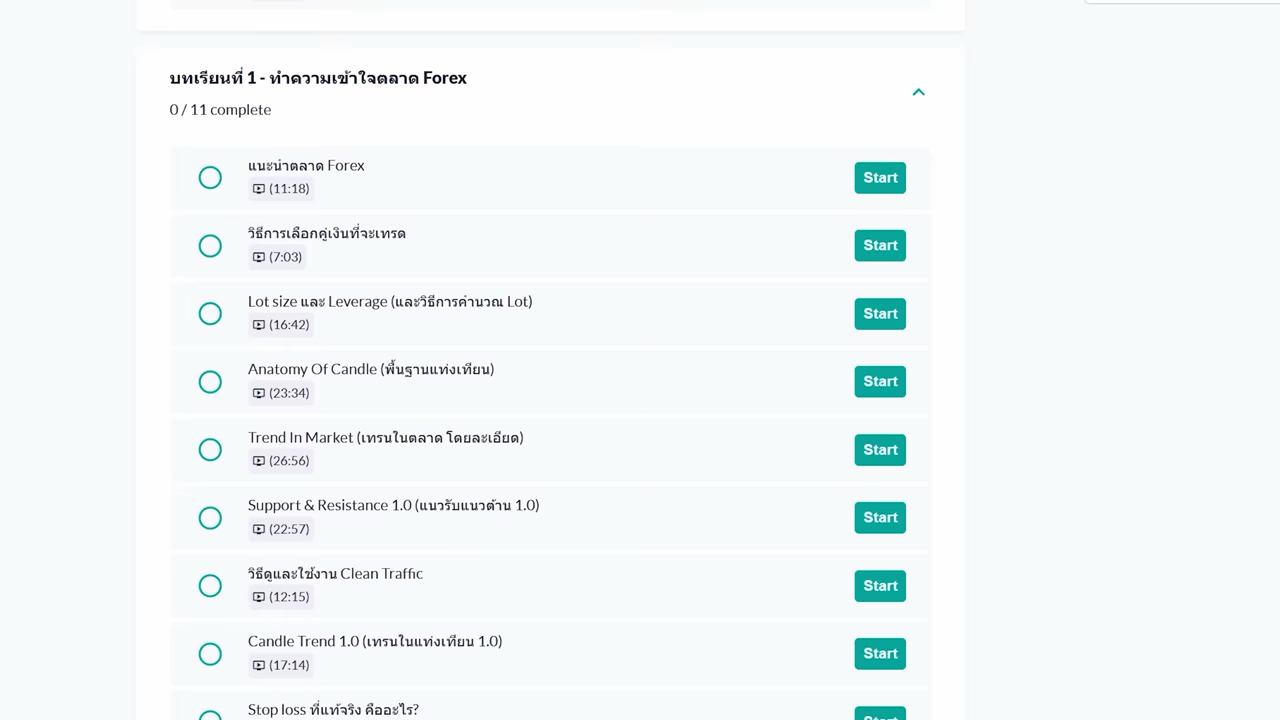 บทเรียนที่ 1 - ทำความเข้าใจตลาด Forex
0 / 11 complete
แนะนำตลาด Forex
Start
(11:18)
วิธีการเลือกคู่เงินที่จะเทรด
Start
(7:03)
Lot size และ Leverage (และวิธีการคำนวณ Lot)
Start
(16:42)
Anatomy Of Candle (พื้นฐานแท่งเทียน)
Start
(23:34)
Trend In Market (เทรนในตลาด โดยละเอียด)
Start
(26:56)
Support & Resistance 1.0 (แนวรับแนวต้าน 1.0)
Start
(22:57)
วิธีดูและใช้งาน Clean Traffic
Start
(12:15)
Candle Trend 1.0 (เทรนในแท่งเทียน 1.0)
Start
(17:14)
Stop loss ที่แท้จริง คืออะไร?
Start